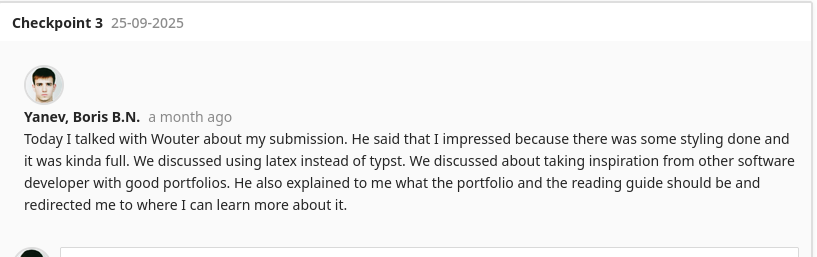 Checkpoint 3 25-09-2025
Yanev, Boris B.N. a month ago
Today I talked with Wouter about my submission. He said that I impressed because there was some styling done and
it was kinda full. We discussed using latex instead of typst. We discussed about taking inspiration from other software
developer with good portfolios. He also explained to me what the portfolio and the reading guide should be and
redirected me to where I can learn more about it.